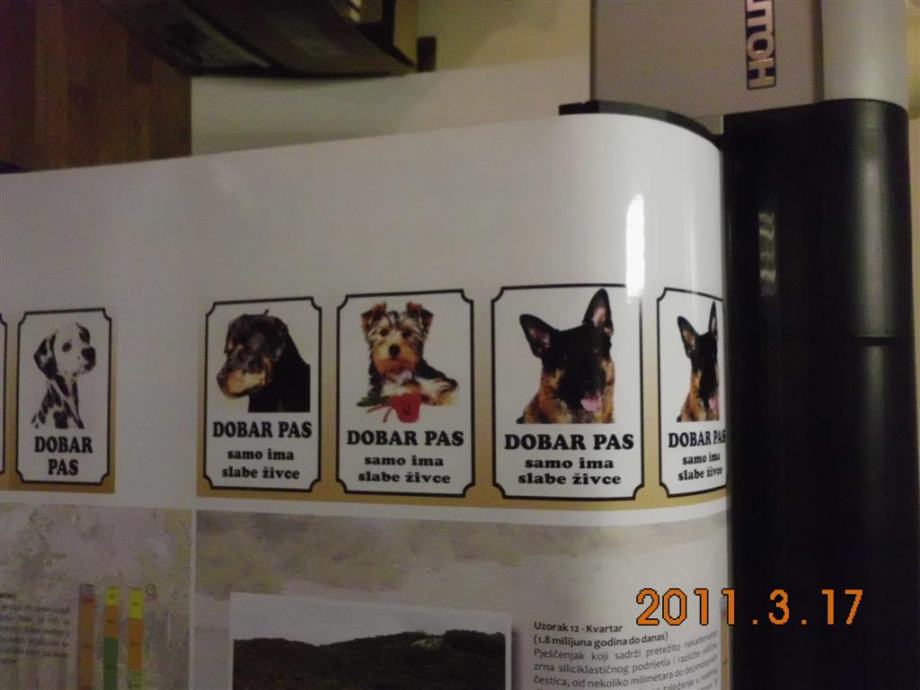 DOBAR
PAS
DOBAR PAS
samo ima
slabe živce
DOBAR PAS
samo ima
slabe živce
DOBAR PAS
samo ima
slabe živce
DOBAR PAS
samo ima
slabe živce
Uzorak 12 - Kvartar
(1.8 milijuna godina do danas)
Pješčenjak koji sadrži pretežito nekarbonatna
zrna siliciklastičnog podrijetla i različite
čestica, od nekoliko milimetara do
2011.3.17